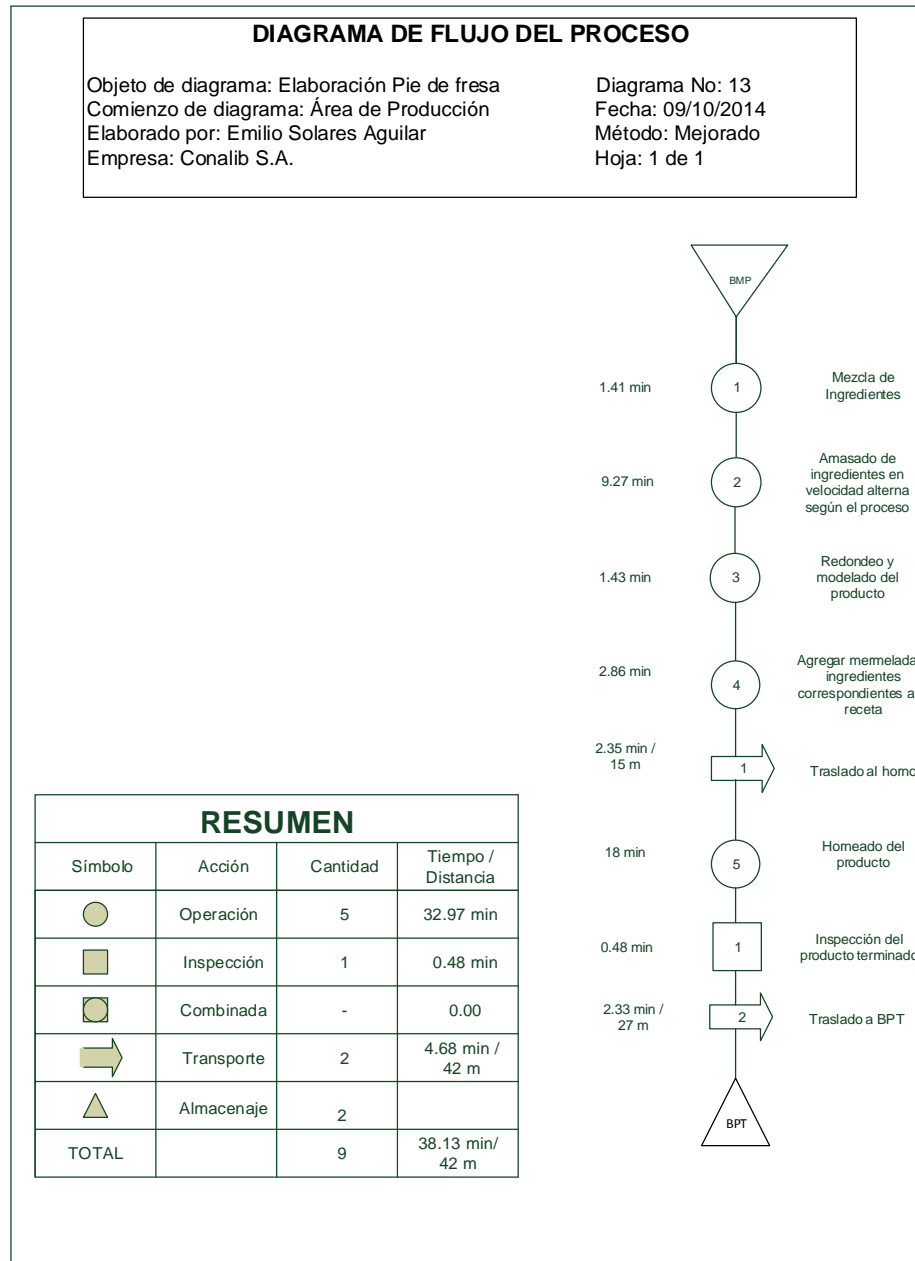 DIAGRAMA DE FLUJO DEL PROCESO
Objeto de diagrama: Elaboración Pie de fresa
Comienzo de diagrama: Área de Producción
Elaborado por: Emilio Solares Aguilar
Empresa: Conalib S.A.
Diagrama No: 13
Fecha: 09/10/2014
Método: Mejorado
Hoja: 1 de 1
BMP
1.41 min
1
Mezcla de
Ingredientes
9.27 min
2
Amasado de
ingredientes en
velocidad alterna
según el proceso
1.43 min
3
Redondeo y
modelado del
producto
2.86 min
4
Agregar mermelada
ingredientes
correspondientes a
receta
2.35 min /
15 m
1
Traslado al horno
18 min
5
Horneado del
producto
0.48 min
1
Inspección del
producto terminado
2.33 min /
27 m
2
Traslado a BPT
BPT
RESUMEN
Símbolo
Acción
Cantidad
Tiempo /
Distancia
Operación
5
32.97 min
Inspección
1
0.48 min
Combinada
-
0.00
Transporte
2
4.68 min /
42 m
Almacenaje
2
TOTAL
9
38.13 min/
42 m